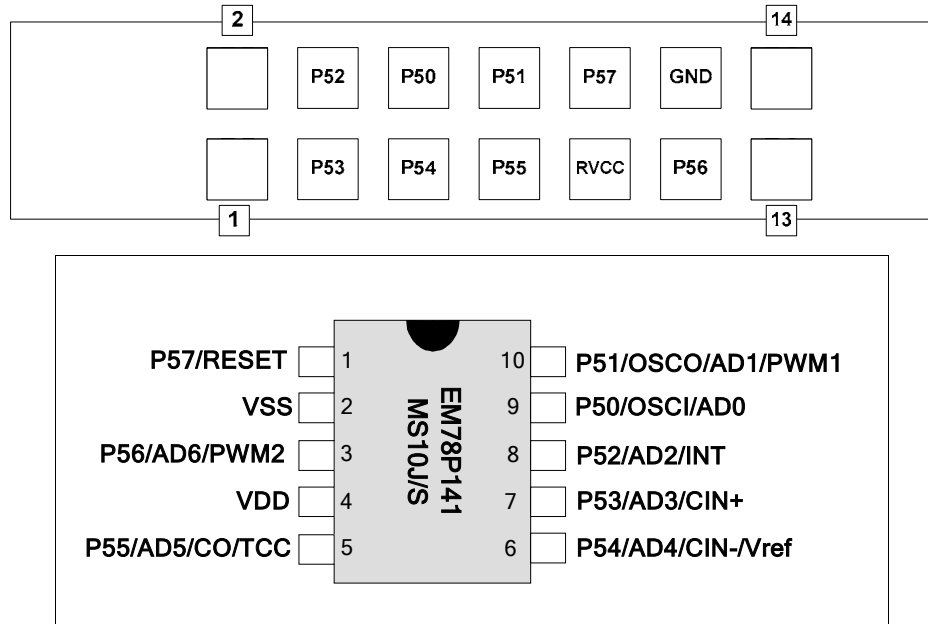 2 14
P52 P50 P51 P57 GND
P53 P54 P55 RVCC P56
1 13
P57/RESET 1 10 P51/OSCO/AD1/PWM1
VSS 2 9 P50/OSCI/AD0
P56/AD6/PWM2 3 8 P52/AD2/INT
VDD 4 7 P53/AD3/CIN+
P55/AD5/CO/TCC 5 6 P54/AD4/CIN-/Vref
EM78P141
MS10J/S